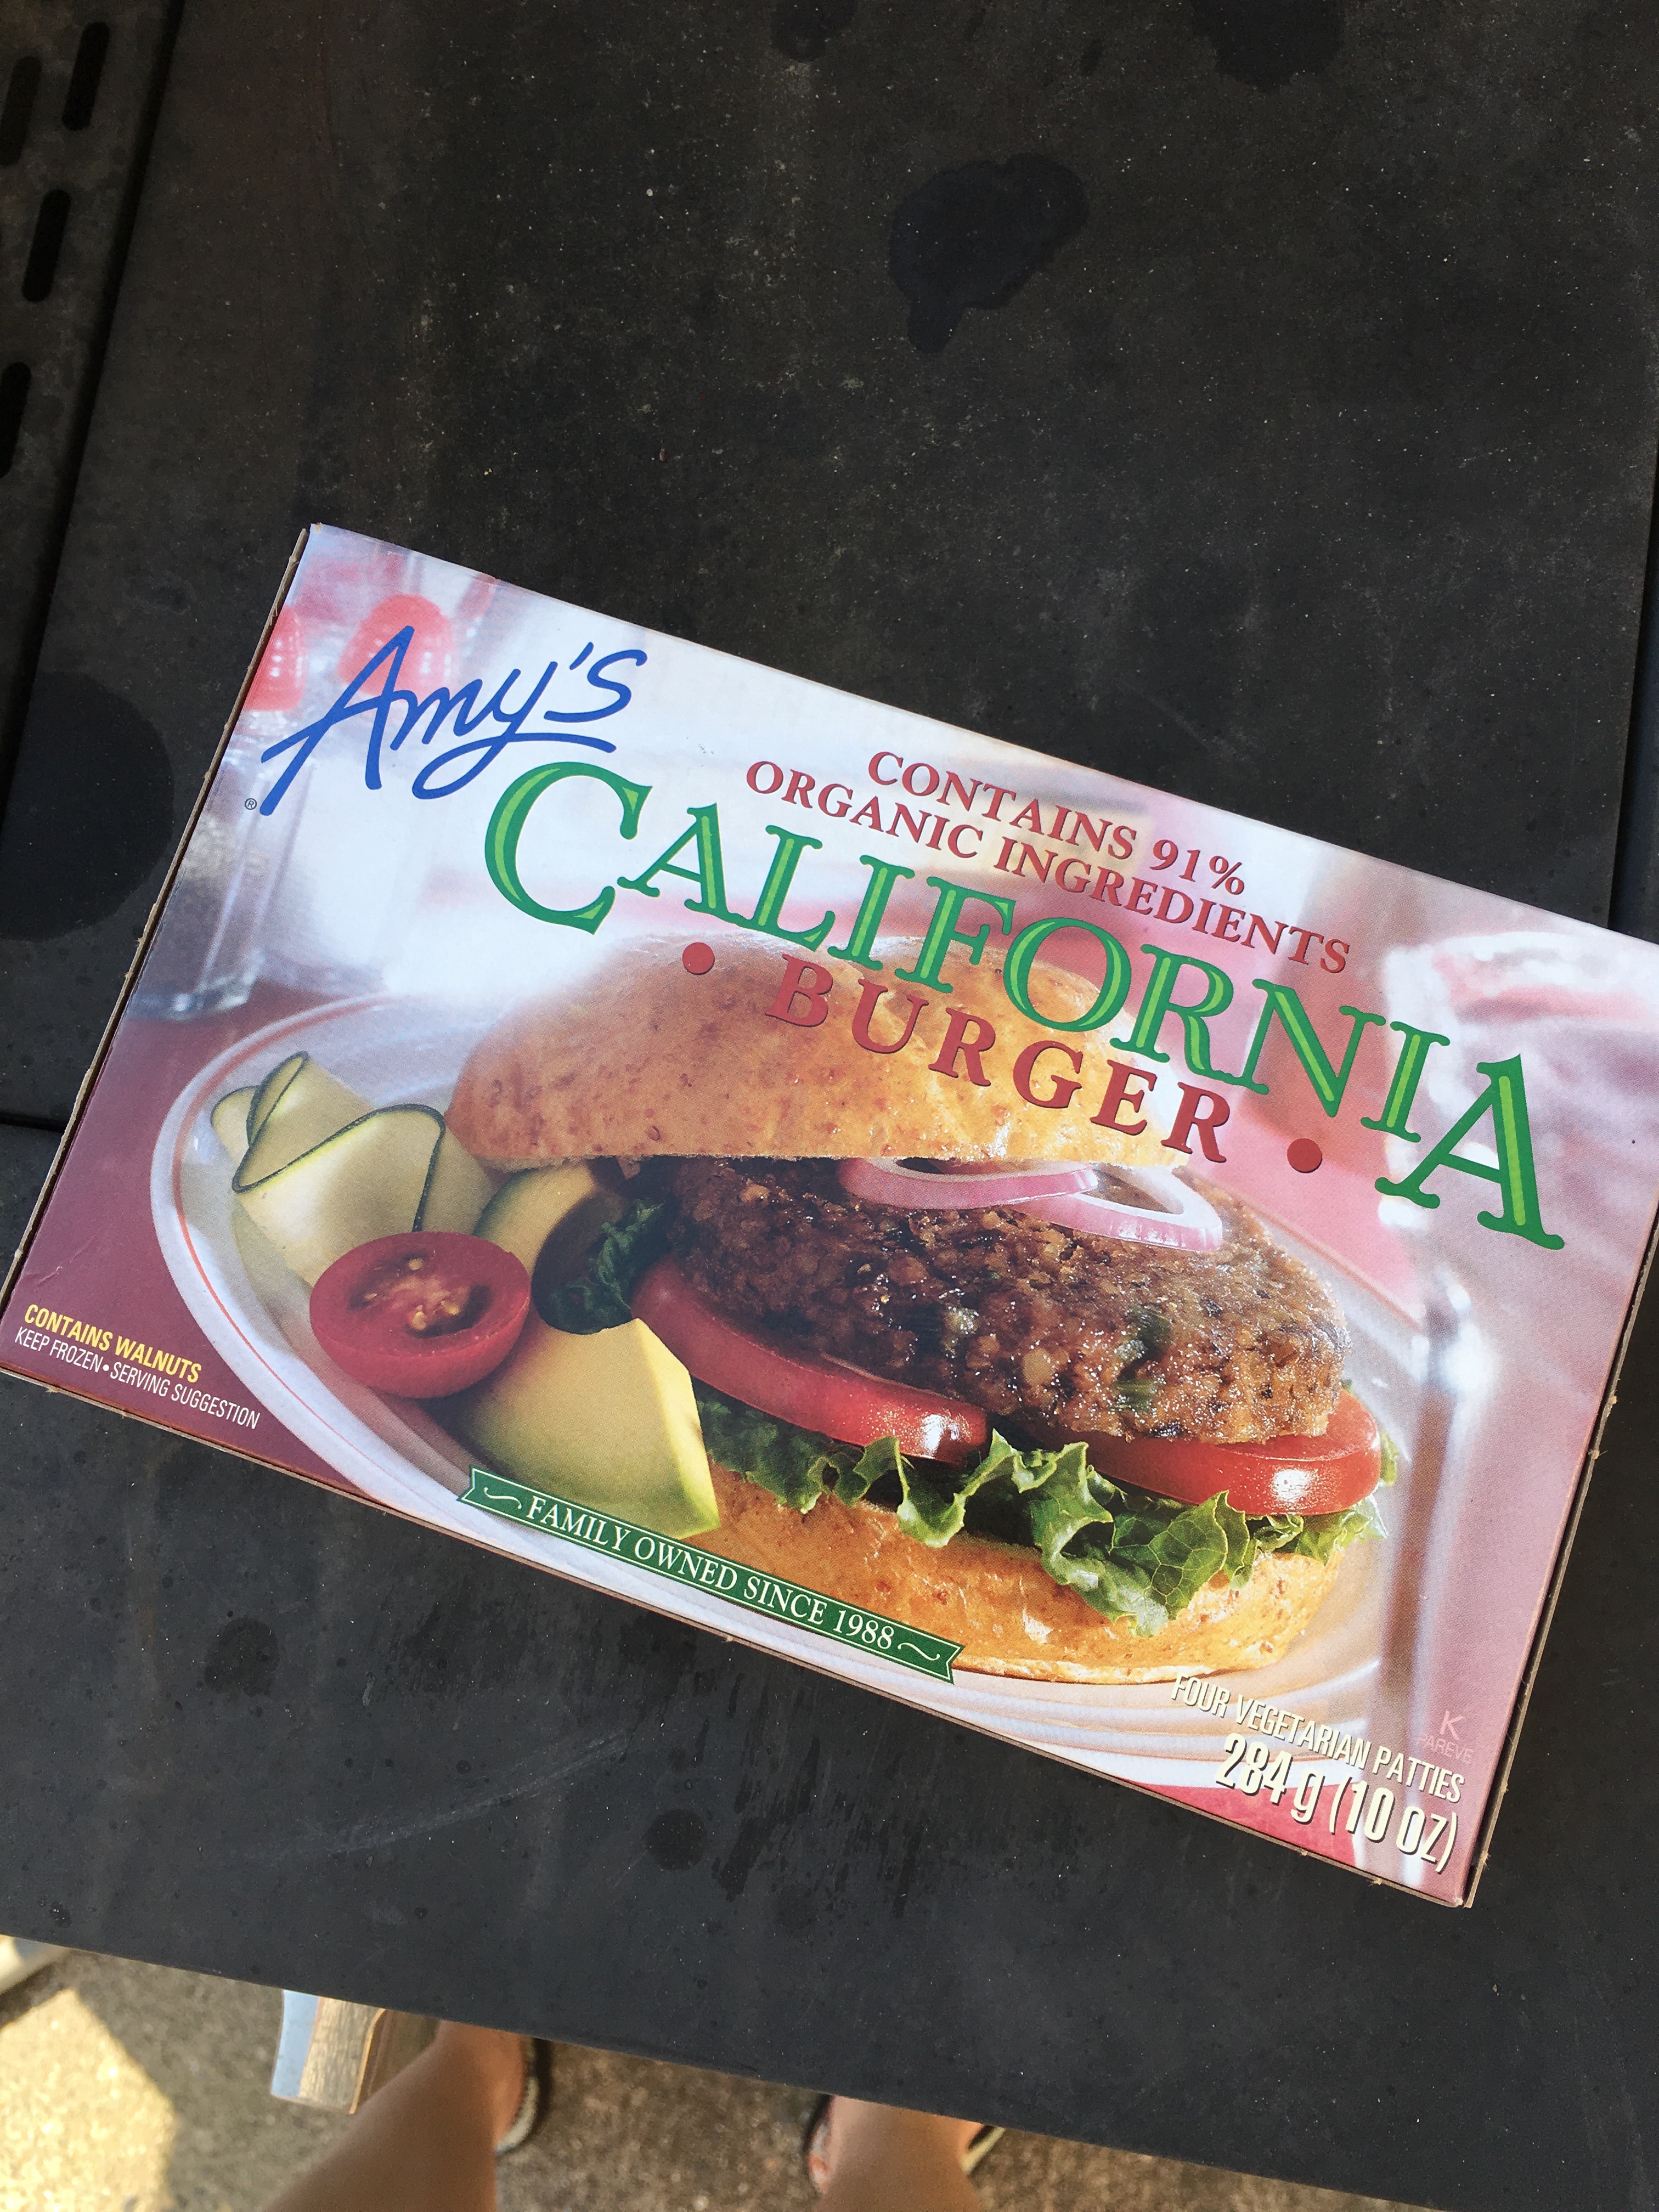 Amy's
®
CONTAINS 91%
ORGANIC INGREDIENTS
CALIFORNIA
• BURGER •
CONTAINS WALNUTS
KEEP FROZEN • SERVING SUGGESTION
FAMILY OWNED SINCE 1988
K
PAREVE
FOUR VEGETARIAN PATTIES
284 g (10 OZ)